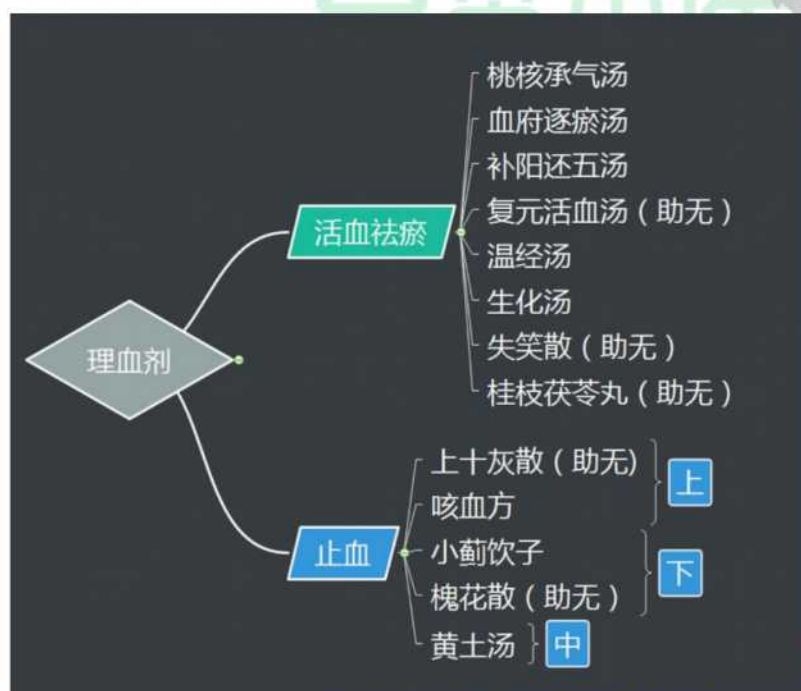 桃核承气汤
血府逐瘀汤
补阳还五汤
复元活血汤（助无）
活血祛瘀
温经汤
生化汤
失笑散（助无）
理血剂
桂枝茯苓丸（助无）
上十灰散（助无)
上
咳血方
止血
小蓟饮子
下
槐花散（助无）
黄土汤
中